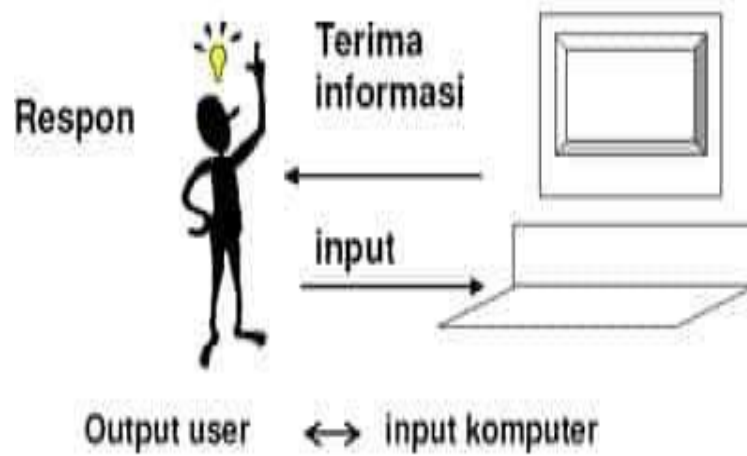 Terima
informasi
Respon
input
Output user ↔ input komputer